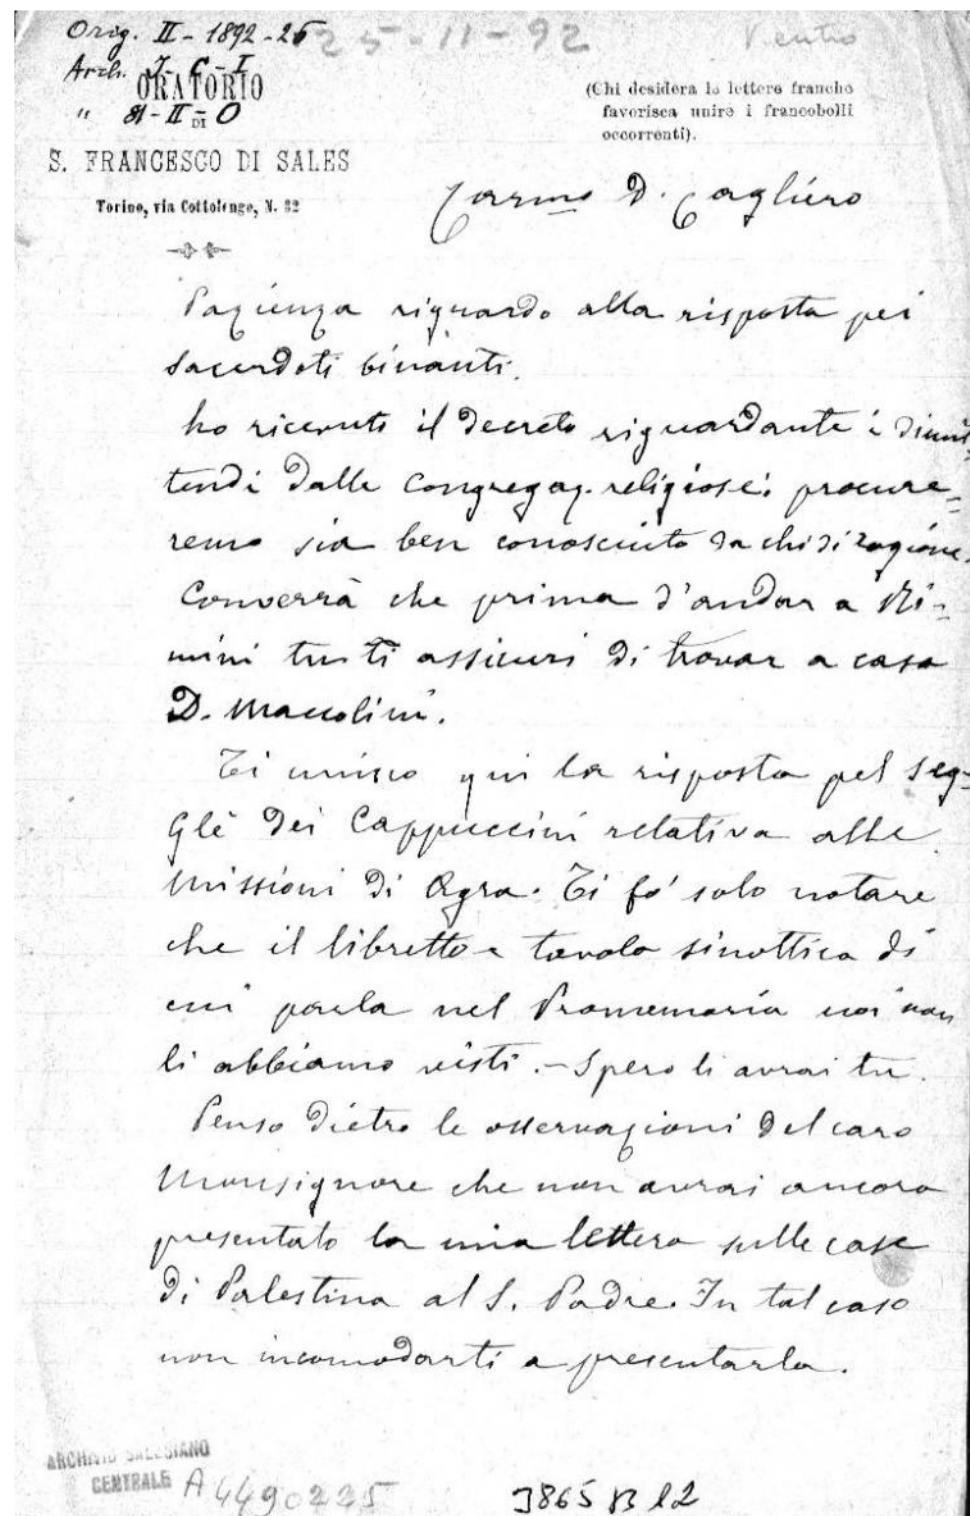 Orig. II - 1892 - 25
25-11-92
Arch. I - C - I
ORATORIO
" 81 - II - O
DI
S. FRANCESCO DI SALES
Torino, via Cottolengo, N. 32
(Chi desidera le lettere franche
favorisca unire i francobolli
occorrenti).
Carmo D. Cagliero
Pazienza riguardo alla risposta pei
sacerdoti binanti.
ho ricevuto il decreto riguardante i dimit=
tendi dalle Congregaz. religiose: procure=
remo sia ben conosciuto da chi di ragione.
Converrà che prima d'andar a Ri=
mini tu ti assicuri di trovar a casa
D. Maccolini.
Ti unisco qui la risposta pel Seg.
Gle dei Cappuccini relativa alle
missioni di Agra. Ti fo' solo notare
che il libretto e tavola sinottica di
cui parla nel Promemoria noi non
li abbiamo visti. - Spero li avrai tu.
Penso dietro le osservazioni del caro
Monsignore che non avrai ancora
presentato la mia lettera sulle case
di Palestina al S. Padre. In tal caso
non incomodarti a presentarla.
ARCHIVIO SALESIANO
CENTRALE
A4490225
3865 B 12